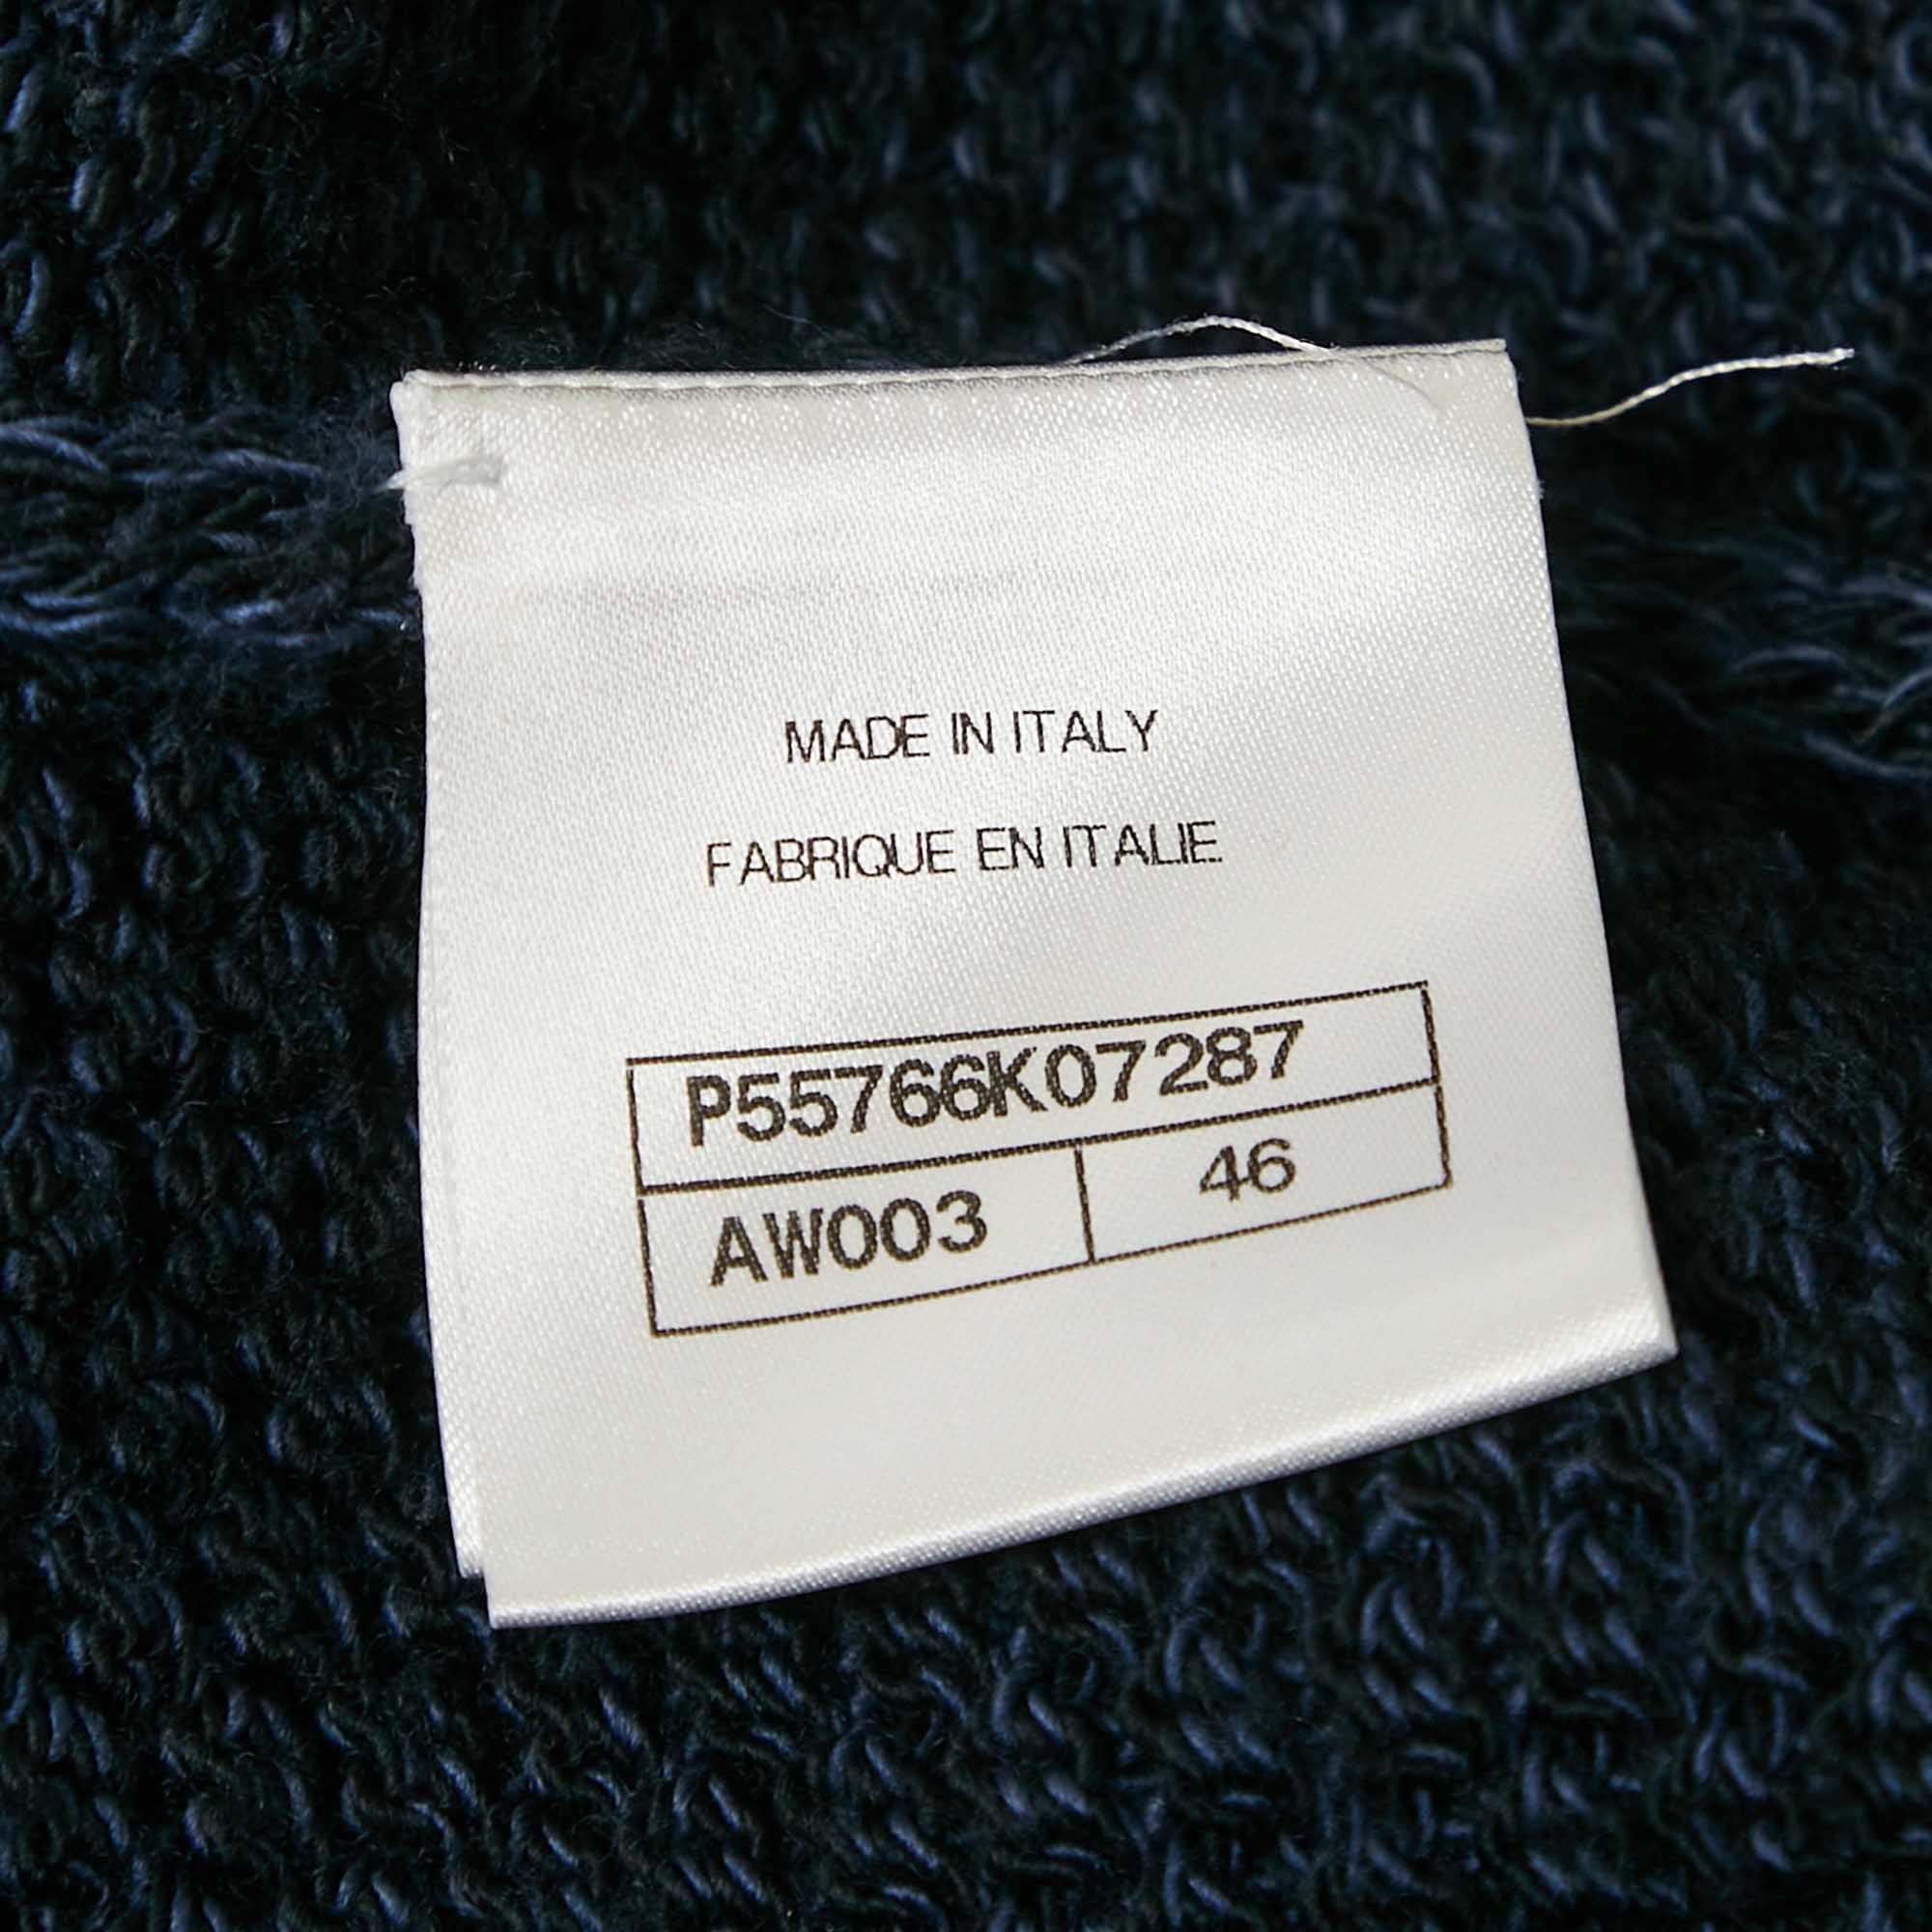 MADE IN ITALY
FABRIQUE EN ITALIE
P55766K07287
AW003 46